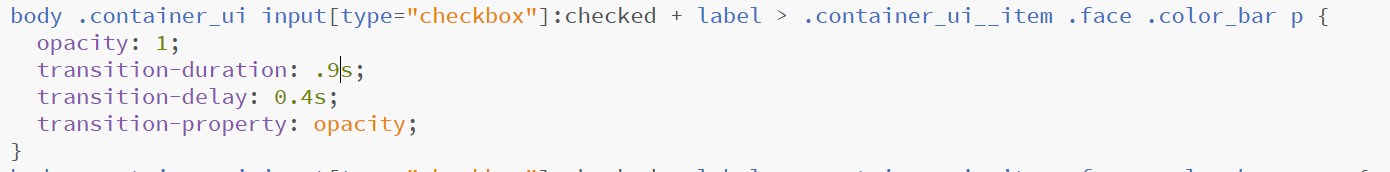 body .container_ui input[type="checkbox"]:checked + label > .container_ui__item .face .color_bar p {
  opacity: 1;
  transition-duration: .9s;
  transition-delay: 0.4s;
  transition-property: opacity;
}